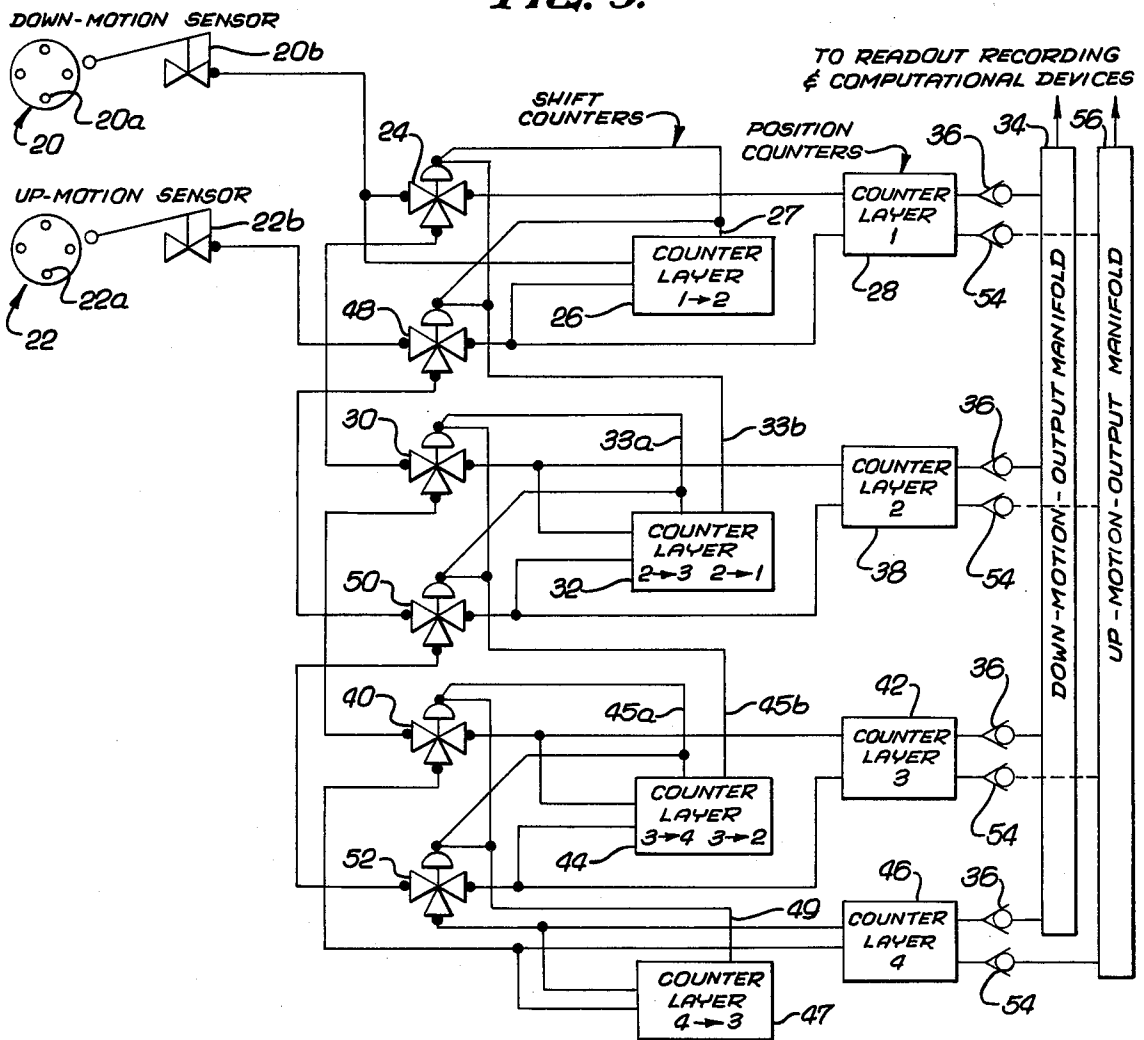 FIG. 3.
DOWN-MOTION SENSOR
20b
20a
20
UP-MOTION SENSOR
22b
22a
22
TO READOUT RECORDING
& COMPUTATIONAL DEVICES
SHIFT
COUNTERS
POSITION
COUNTERS
24
27
COUNTER
LAYER
1→2
26
COUNTER
LAYER
1
28
36
54
34
56
48
30
33a
33b
COUNTER
LAYER
2→3 2→1
32
COUNTER
LAYER
2
38
36
54
50
40
45a
45b
COUNTER
LAYER
3→4 3→2
44
42
COUNTER
LAYER
3
36
54
52
46
COUNTER
LAYER
4
36
54
49
COUNTER
LAYER
4→3
47
DOWN-MOTION-OUTPUT MANIFOLD
UP-MOTION-OUTPUT MANIFOLD